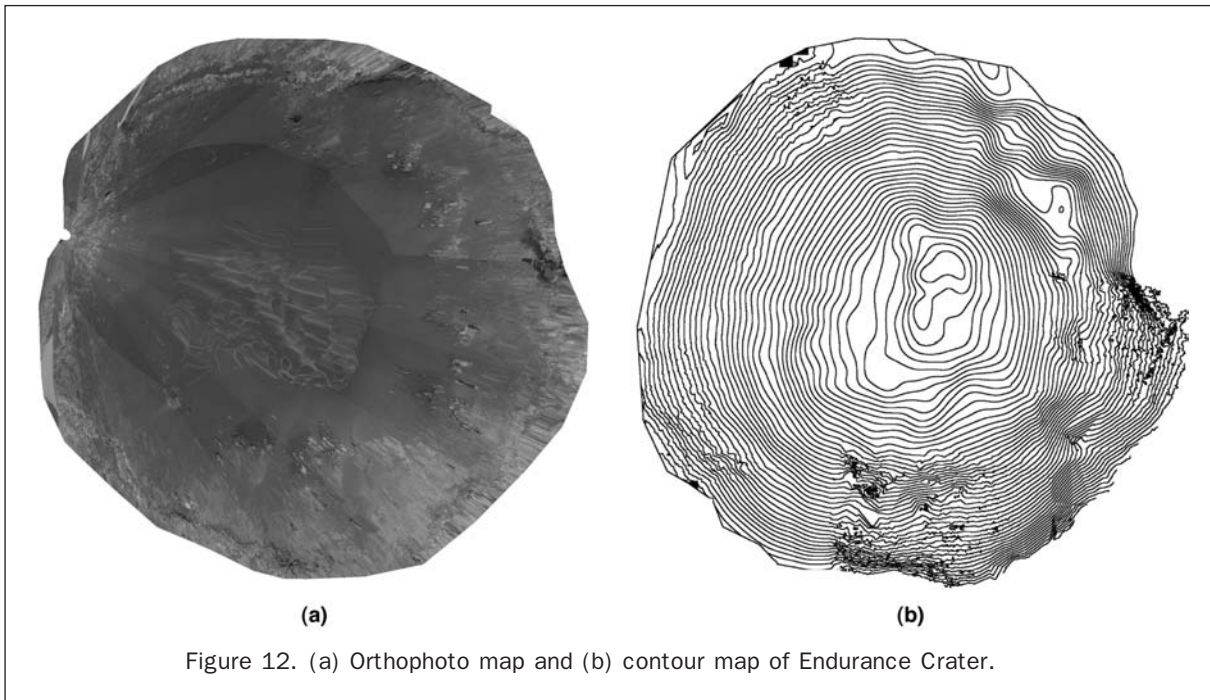 (a)
(b)
Figure 12. (a) Orthophoto map and (b) contour map of Endurance Crater.